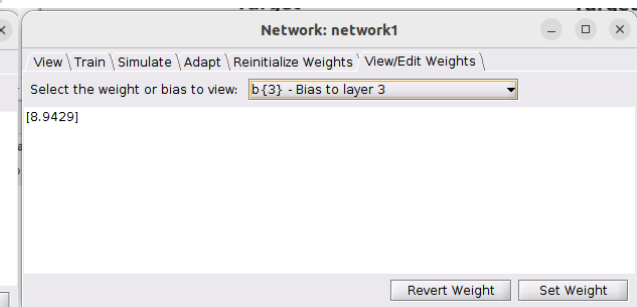 Network: network1
View \ Train \ Simulate \ Adapt \ Reinitialize Weights \ View/Edit Weights \
Select the weight or bias to view: b{3} - Bias to layer 3
[8.9429]
Revert Weight Set Weight